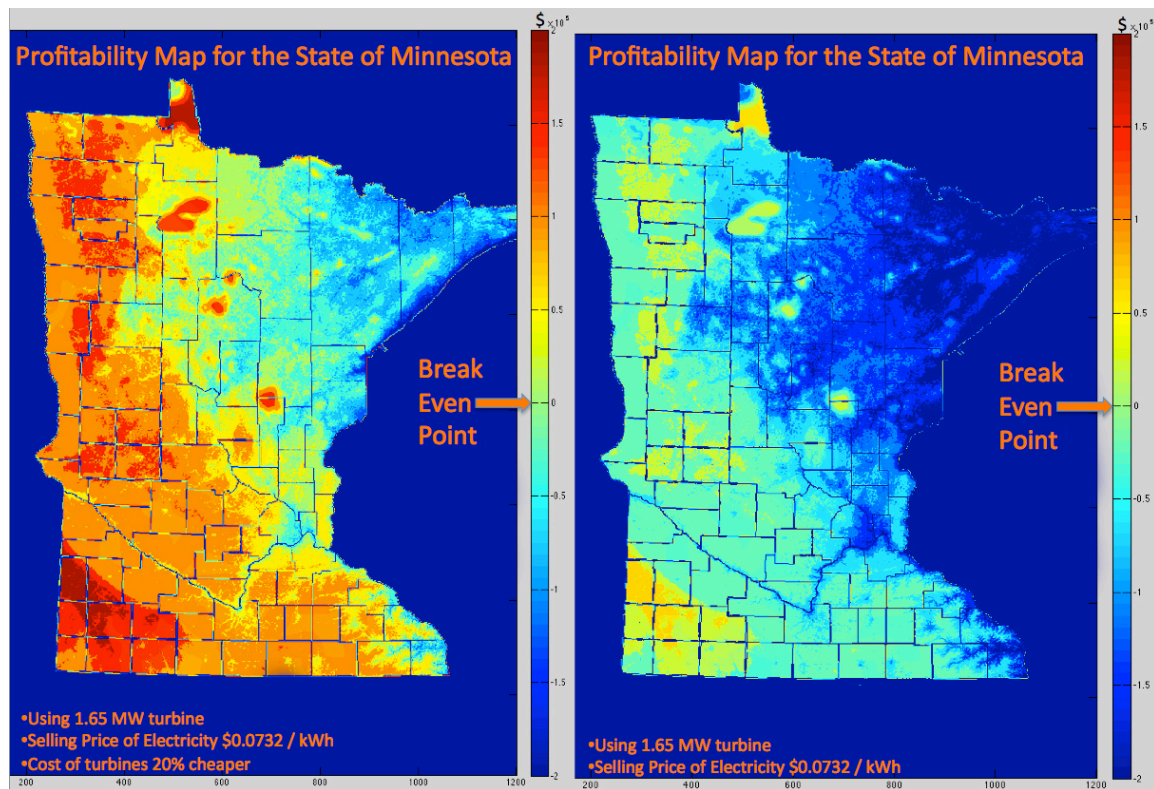 $ ×10⁵
Profitability Map for the State of Minnesota
2
1.5
1
0.5
0
-0.5
-1
-1.5
-2
Break
Even
Point
•Using 1.65 MW turbine
•Selling Price of Electricity $0.0732 / kWh
•Cost of turbines 20% cheaper
200 400 600 800 1000 1200
$ ×10⁵
Profitability Map for the State of Minnesota
2
1.5
1
0.5
0
-0.5
-1
-1.5
-2
Break
Even
Point
•Using 1.65 MW turbine
•Selling Price of Electricity $0.0732 / kWh
200 400 600 800 1000 1200